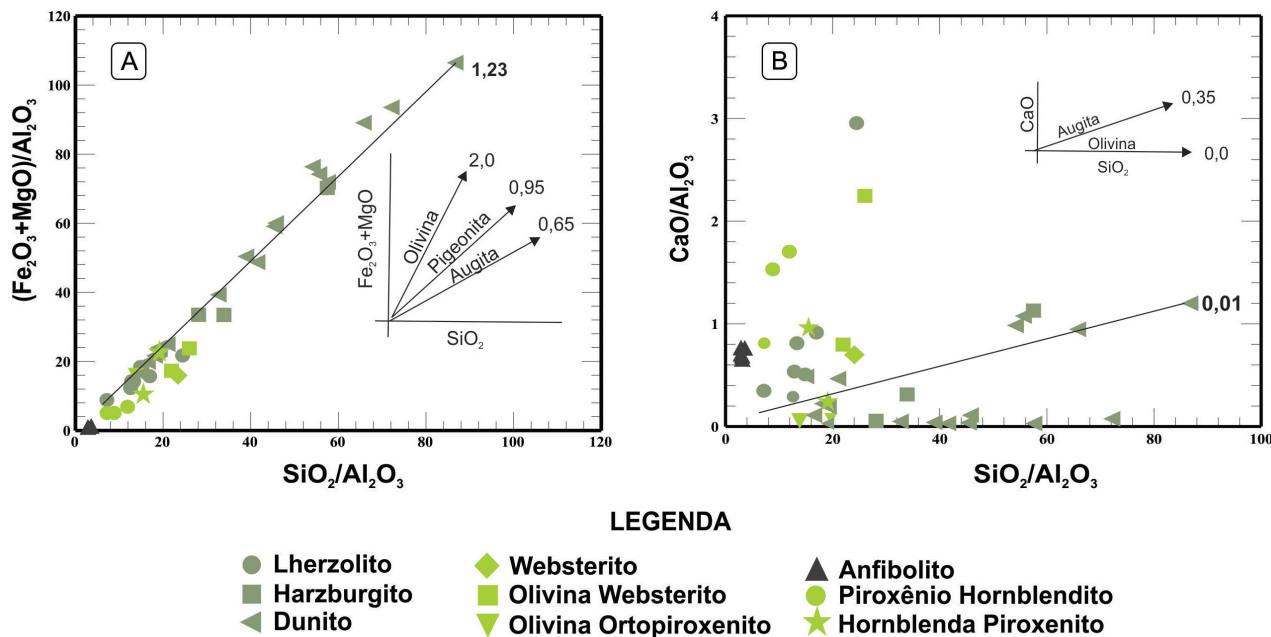 A
(Fe₂O₃+MgO)/Al₂O₃
120
100
80
60
40
20
0
0
20
40
60
80
100
120
SiO₂/Al₂O₃
1,23
Fe₂O₃+MgO
SiO₂
Olivina
2,0
Pigeonita
0,95
Augita
0,65
B
CaO/Al₂O₃
4
3
2
1
0
0
20
40
60
80
100
SiO₂/Al₂O₃
0,01
CaO
Augita
0,35
Olivina
0,0
SiO₂
LEGENDA
Lherzolito
Harzburgito
Dunito
Websterito
Olivina Websterito
Olivina Ortopiroxenito
Anfibolito
Piroxênio Hornblendito
Hornblenda Piroxenito